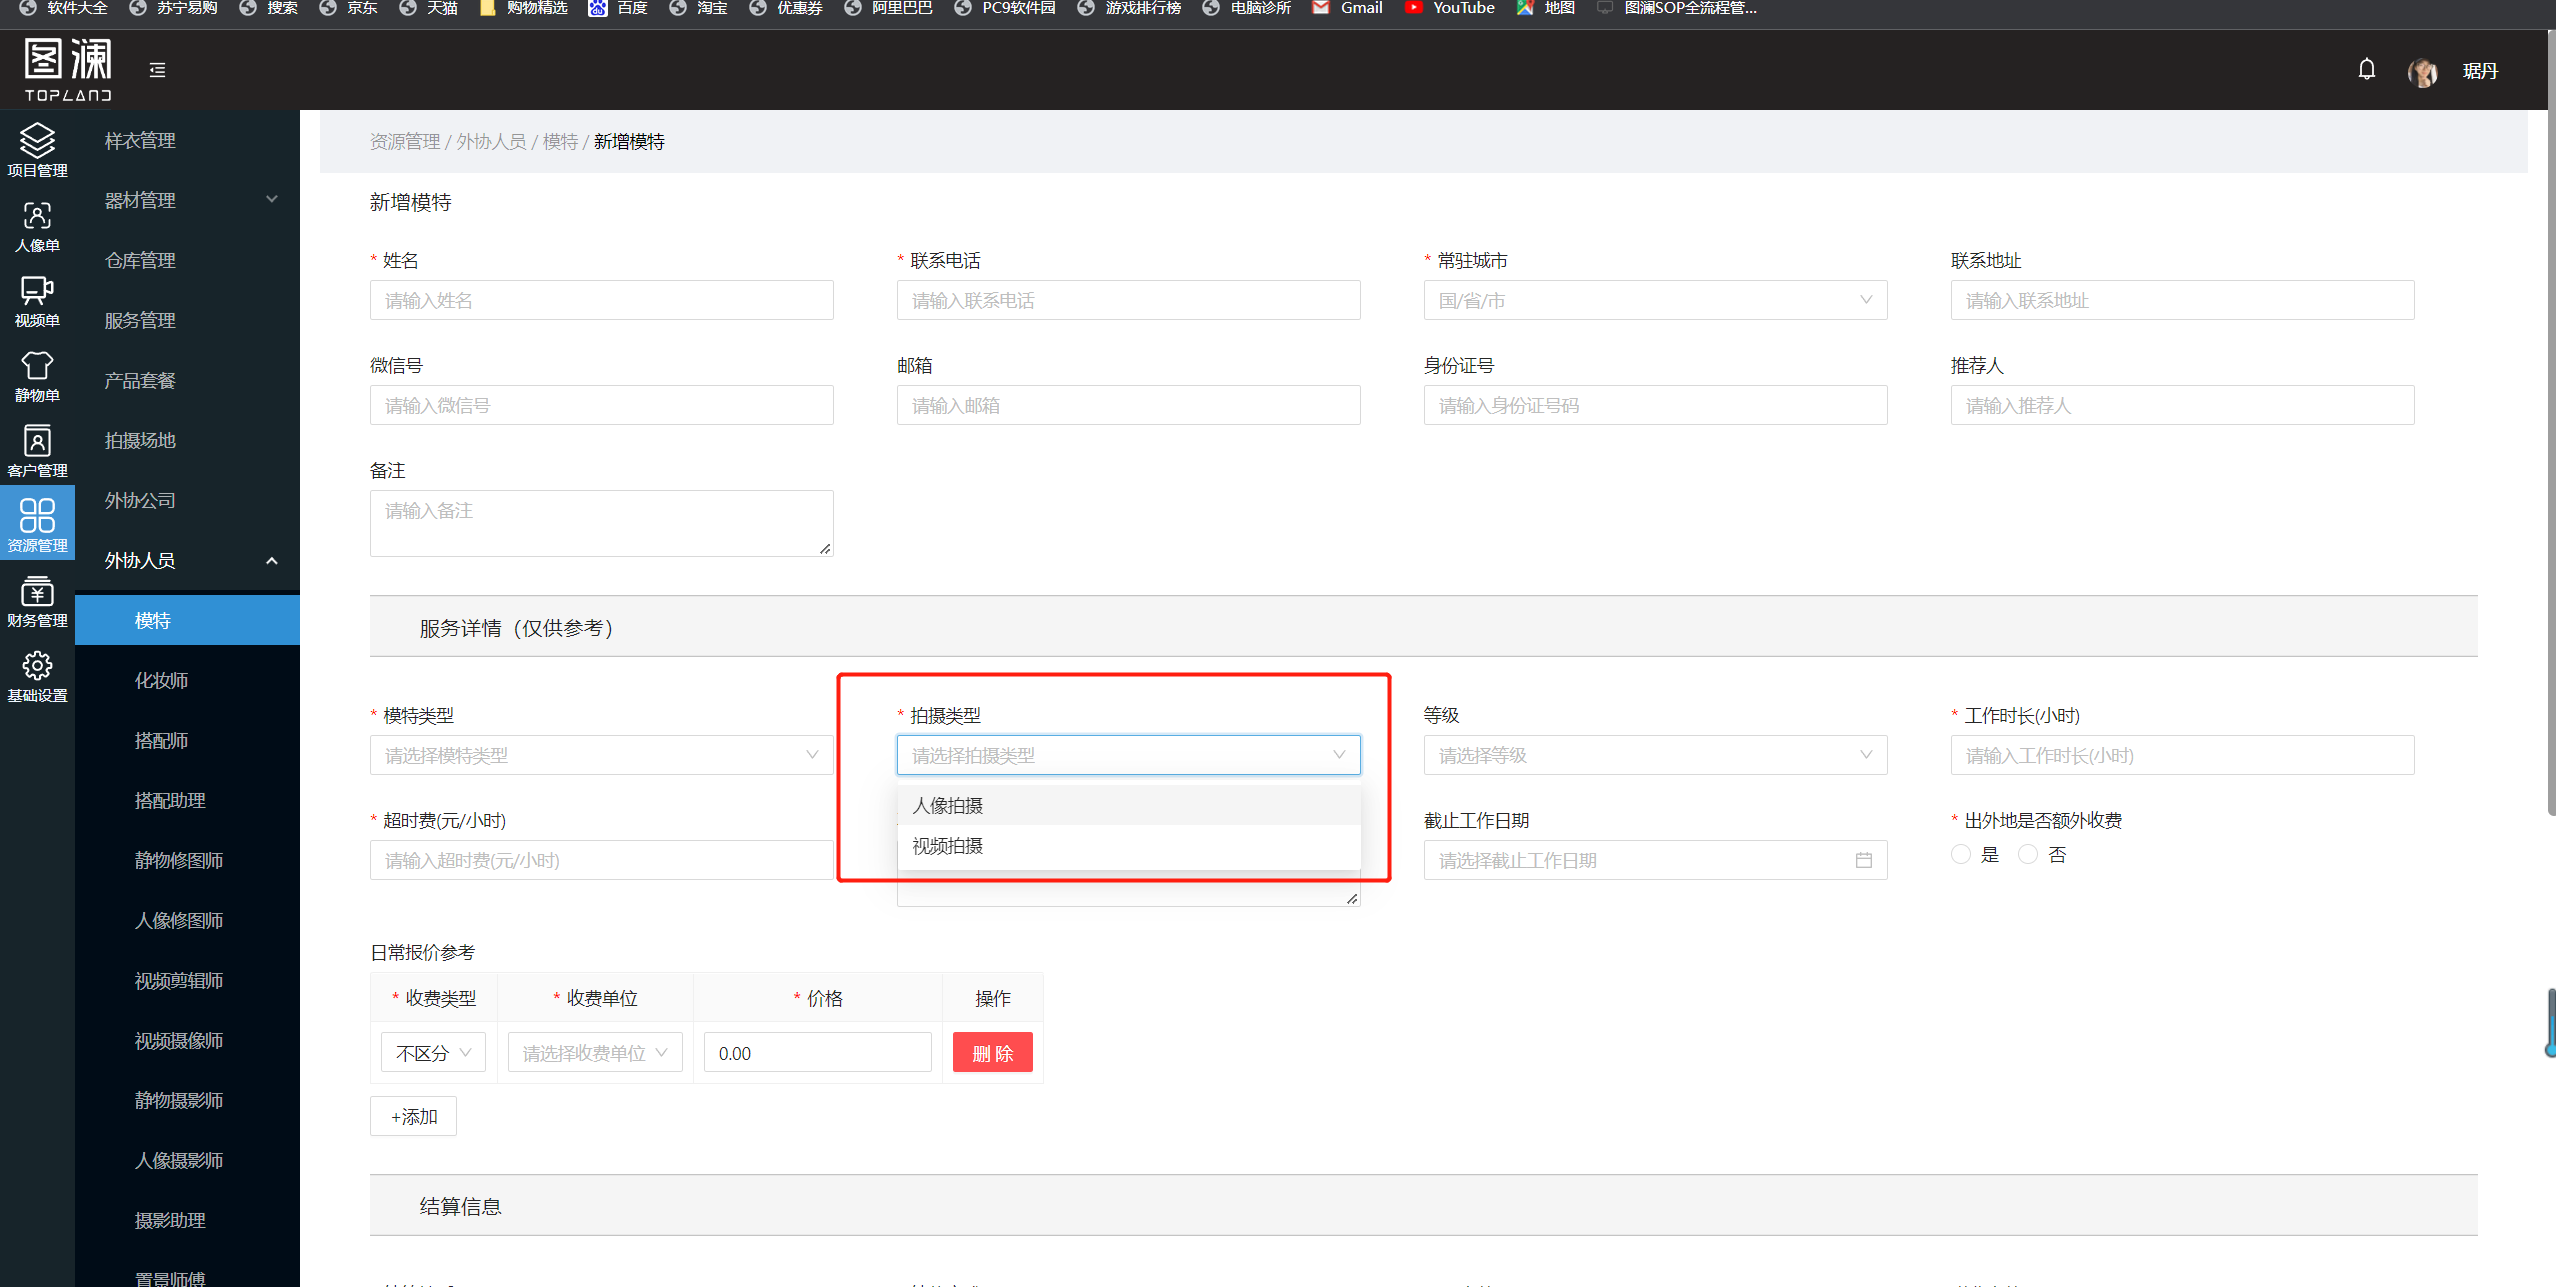 软件大全 苏宁易购 搜索 京东 天猫 购物精选 百度 淘宝 优惠券 阿里巴巴 PC9软件园 游戏排行榜 电脑诊所 Gmail YouTube 地图 图澜SOP全流程管...
图澜
TOPLAND
琚丹
项目管理
人像单
视频单
静物单
客户管理
资源管理
财务管理
基础设置
样衣管理
器材管理
仓库管理
服务管理
产品套餐
拍摄场地
外协公司
外协人员
模特
化妆师
搭配师
搭配助理
静物修图师
人像修图师
视频剪辑师
视频摄像师
静物摄影师
人像摄影师
摄影助理
置景师傅
资源管理 / 外协人员 / 模特 / 新增模特
新增模特
* 姓名 * 联系电话 * 常驻城市 联系地址
请输入姓名 请输入联系电话 国/省/市 请输入联系地址
微信号 邮箱 身份证号 推荐人
请输入微信号 请输入邮箱 请输入身份证号码 请输入推荐人
备注
请输入备注
服务详情（仅供参考）
* 模特类型 * 拍摄类型 等级 * 工作时长(小时)
请选择模特类型 请选择拍摄类型 请选择等级 请输入工作时长(小时)
人像拍摄
视频拍摄
* 超时费(元/小时) 截止工作日期 * 出外地是否额外收费
请输入超时费(元/小时) 请选择截止工作日期 是 否
日常报价参考
* 收费类型 * 收费单位 * 价格 操作
不区分 请选择收费单位 0.00 删 除
+添加
结算信息